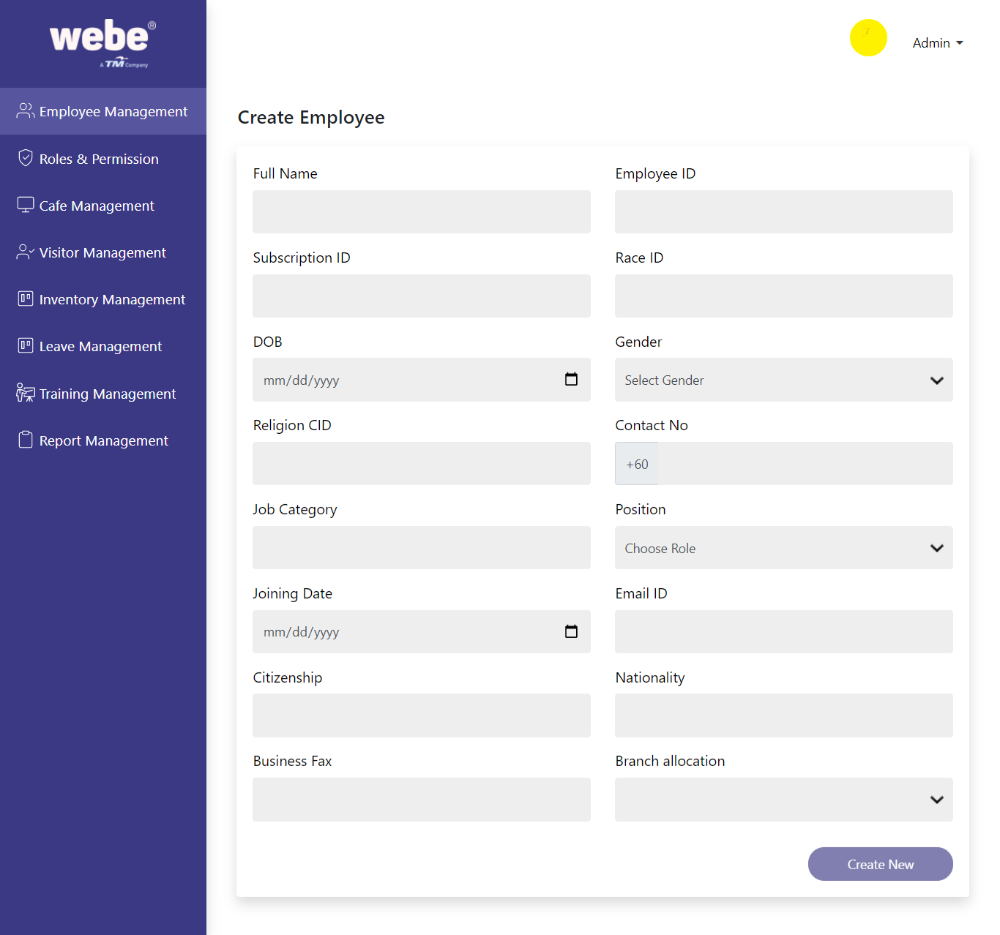 webe®
A TM Company
Admin
Employee Management
Roles & Permission
Cafe Management
Visitor Management
Inventory Management
Leave Management
Training Management
Report Management
Create Employee
Full Name
Employee ID
Subscription ID
Race ID
DOB
Gender
mm/dd/yyyy
Select Gender
Religion CID
Contact No
+60
Job Category
Position
Choose Role
Joining Date
Email ID
mm/dd/yyyy
Citizenship
Nationality
Business Fax
Branch allocation
Create New